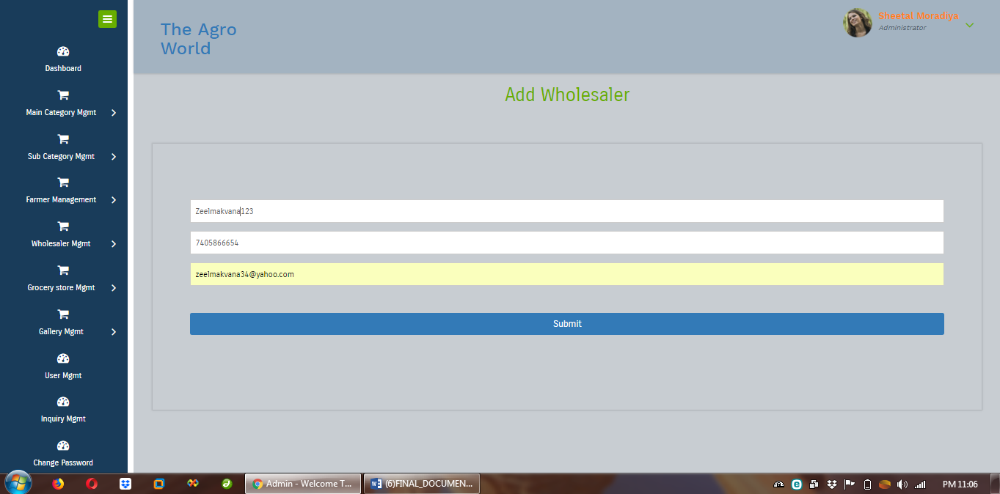 The Agro
World
Sheetal Moradiya
Administrator
Dashboard
Main Category Mgmt
Sub Category Mgmt
Farmer Management
Wholesaler Mgmt
Grocery store Mgmt
Gallery Mgmt
User Mgmt
Inquiry Mgmt
Change Password
Add Wholesaler
Zeelmakvana123
7405866654
zeelmakvana34@yahoo.com
Submit
Admin - Welcome T...
(6)FINAL_DOCUMEN...
PM 11:06